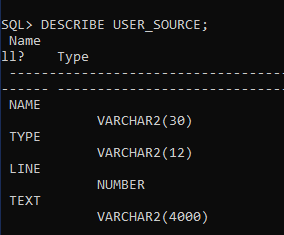 SQL> DESCRIBE USER_SOURCE;
 Name
ll?    Type
 -----------------------------------
------ -----------------------------
 NAME
            VARCHAR2(30)
 TYPE
            VARCHAR2(12)
 LINE
            NUMBER
 TEXT
            VARCHAR2(4000)